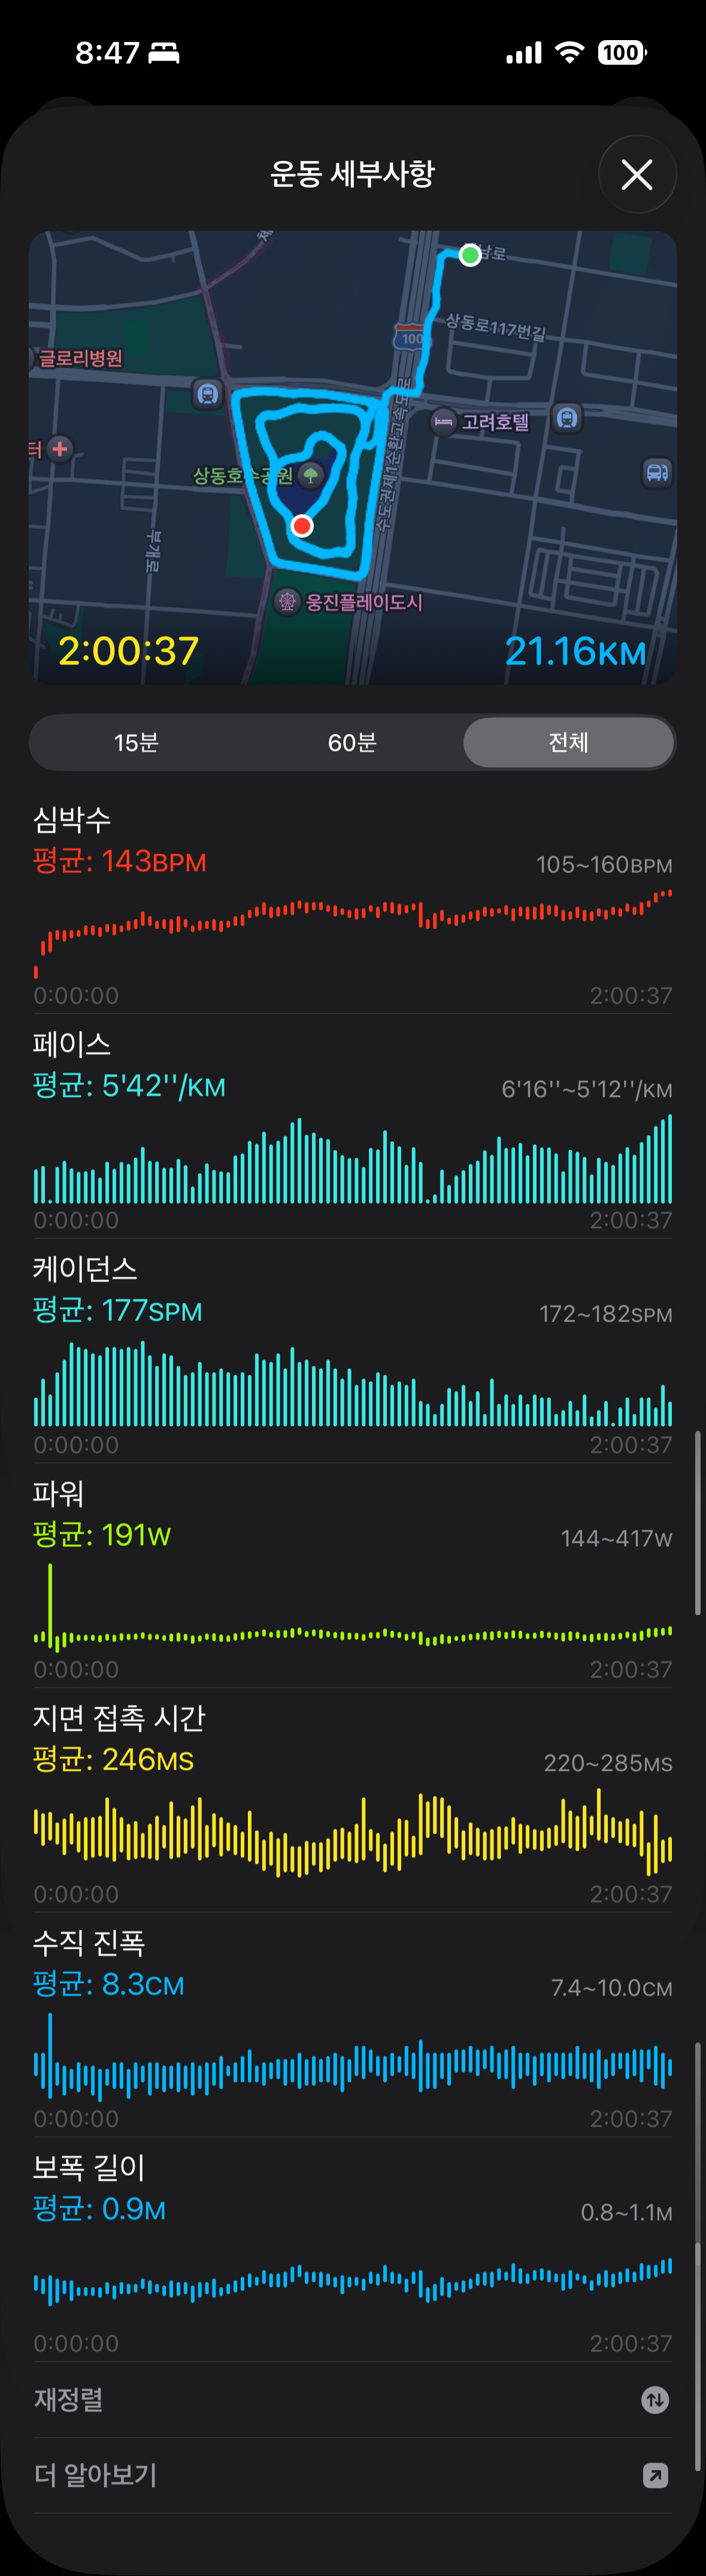 8:47
100
운동 세부사항
남로
상동로117번길
100
글로리병원
고려호텔
터
상동호수공원
수도권제1순환고속도로
부개로
웅진플레이도시
2:00:37
21.16KM
15분
60분
전체
심박수
평균: 143BPM
105~160BPM
0:00:00
2:00:37
페이스
평균: 5'42''/KM
6'16''~5'12''/KM
0:00:00
2:00:37
케이던스
평균: 177SPM
172~182SPM
0:00:00
2:00:37
파워
평균: 191W
144~417W
0:00:00
2:00:37
지면 접촉 시간
평균: 246MS
220~285MS
0:00:00
2:00:37
수직 진폭
평균: 8.3CM
7.4~10.0CM
0:00:00
2:00:37
보폭 길이
평균: 0.9M
0.8~1.1M
0:00:00
2:00:37
재정렬
더 알아보기